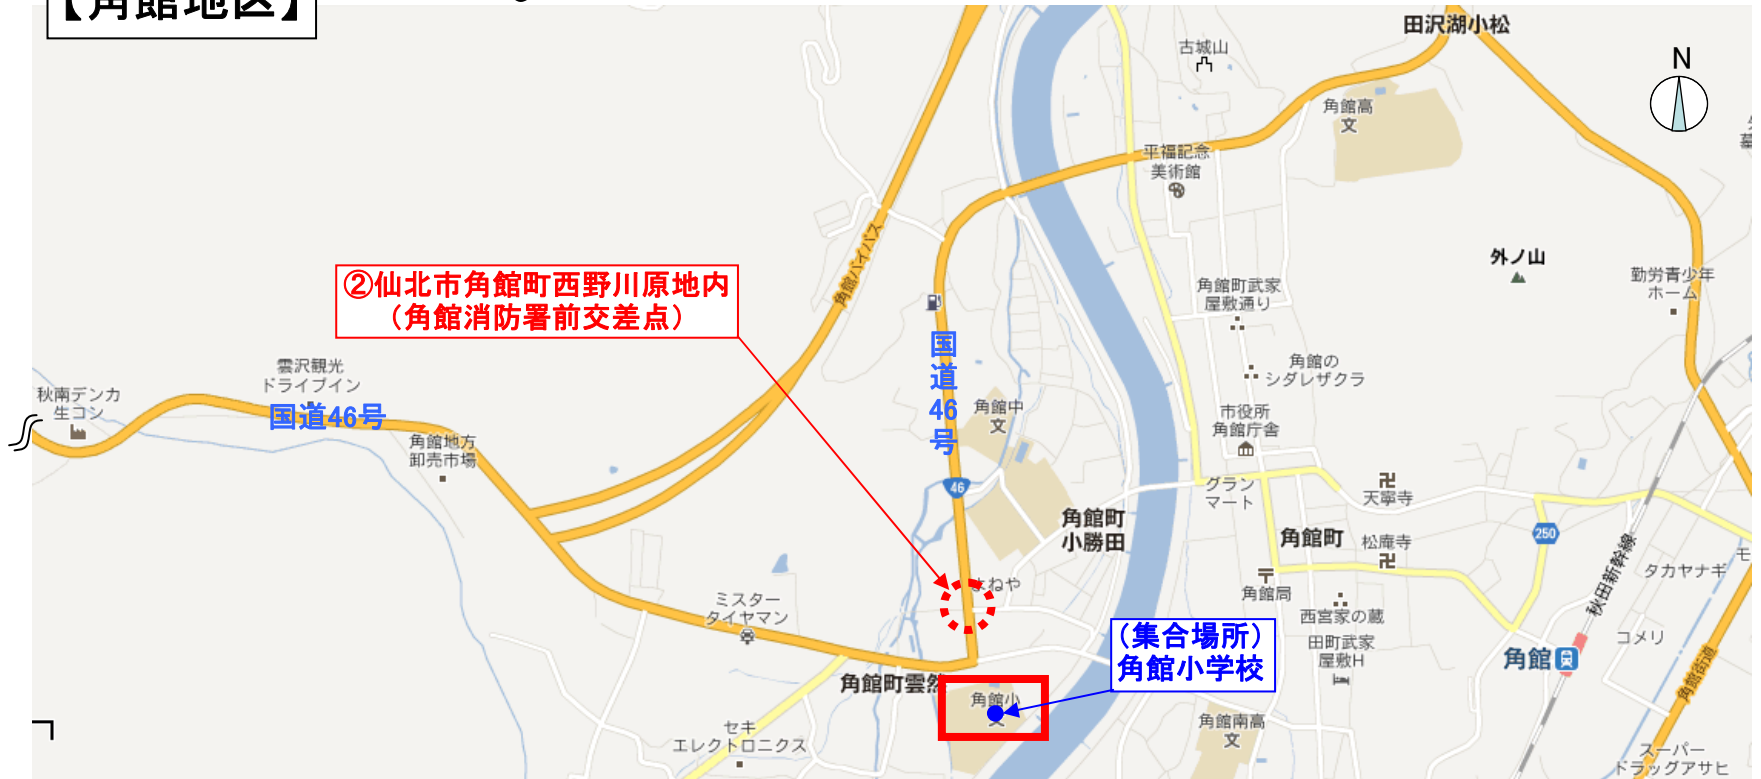 【角館地区】
田沢湖小松
古城山
N
角館高
文
平福記念
美術館
外ノ山
勤労青少年
ホーム
角館町武家
屋敷通り
角館バイパス
②仙北市角館町西野川原地内
（角館消防署前交差点）
国道46号
雲沢観光
ドライブイン
秋南デンカ
生コン
国道46号
角館地方
卸売市場
角館の
シダレザクラ
角館中
文
市役所
角館庁舎
46
グラン
マート
天寧寺
角館町
小勝田
角館町
松庵寺
250
秋田新幹線
タカヤナギ
モ
よねや
角館局
西宮家の蔵
ミスター
タイヤマン
（集合場所）
角館小学校
田町武家
屋敷H
コメリ
角館
角館街道
角館町雲然
角館小
文
角館南高
文
セキ
エレクトロニクス
スーパー
ドラッグアサヒ